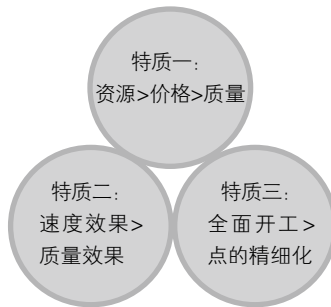 特质一：
资源>价格>质量
特质二：
速度效果>
质量效果
特质三：
全面开工>
点的精细化